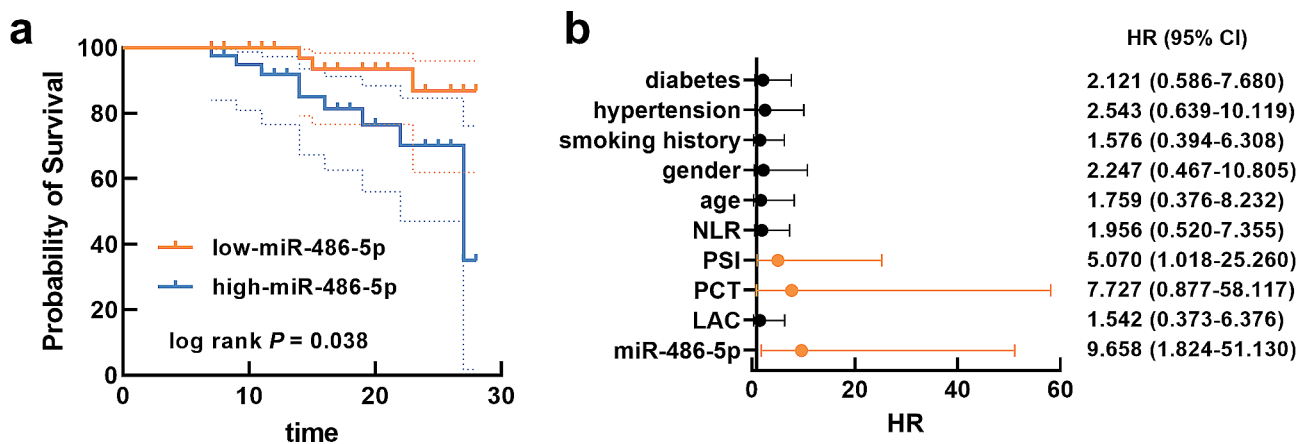 a
Probability of Survival
100
80
60
40
20
0
0 10 20 30
time
low-miR-486-5p
high-miR-486-5p
log rank P = 0.038
b
HR (95% CI)
diabetes 2.121 (0.586-7.680)
hypertension 2.543 (0.639-10.119)
smoking history 1.576 (0.394-6.308)
gender 2.247 (0.467-10.805)
age 1.759 (0.376-8.232)
NLR 1.956 (0.520-7.355)
PSI 5.070 (1.018-25.260)
PCT 7.727 (0.877-58.117)
LAC 1.542 (0.373-6.376)
miR-486-5p 9.658 (1.824-51.130)
0 20 40 60
HR